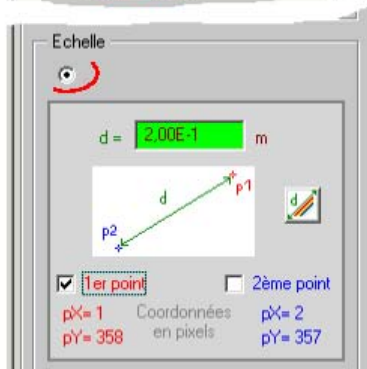 Echelle
d = 2,00E-1 m
d
p1
p2
d
1er point 2ème point
pX= 1 Coordonnées pX= 2
pY= 358 en pixels pY= 357